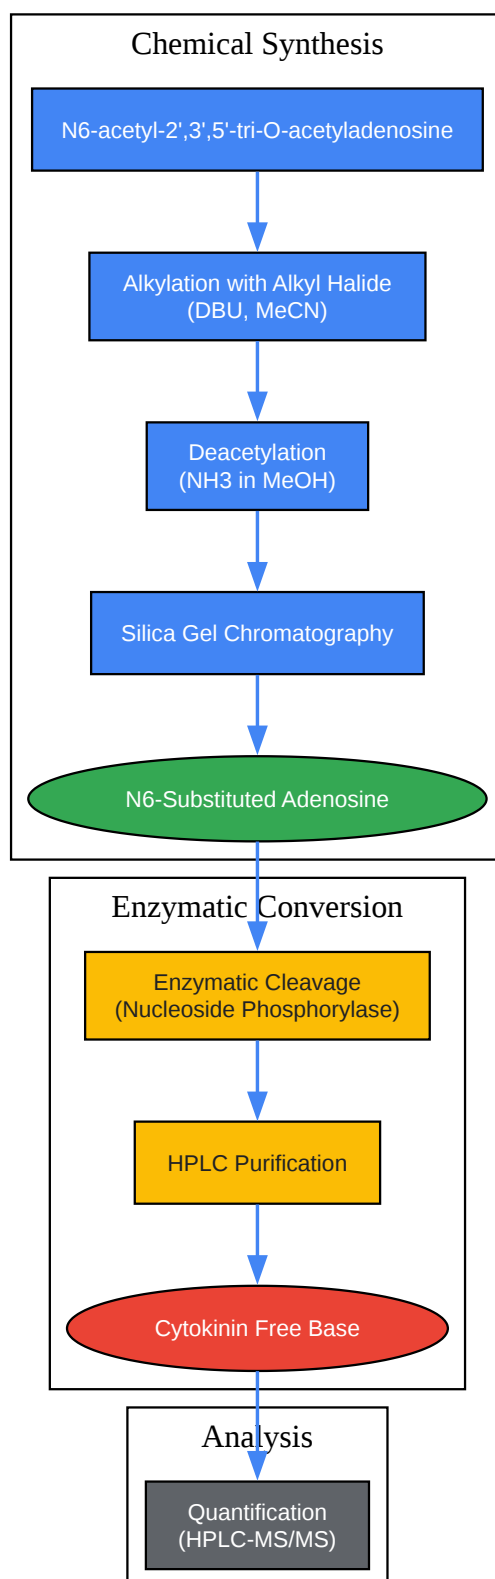 Chemical Synthesis
N6-acetyl-2',3',5'-tri-O-acetyladenosine
Alkylation with Alkyl Halide
(DBU, MeCN)
Deacetylation
(NH3 in MeOH)
Silica Gel Chromatography
N6-Substituted Adenosine
Enzymatic Conversion
Enzymatic Cleavage
(Nucleoside Phosphorylase)
HPLC Purification
Cytokinin Free Base
Analysis
Quantification
(HPLC-MS/MS)